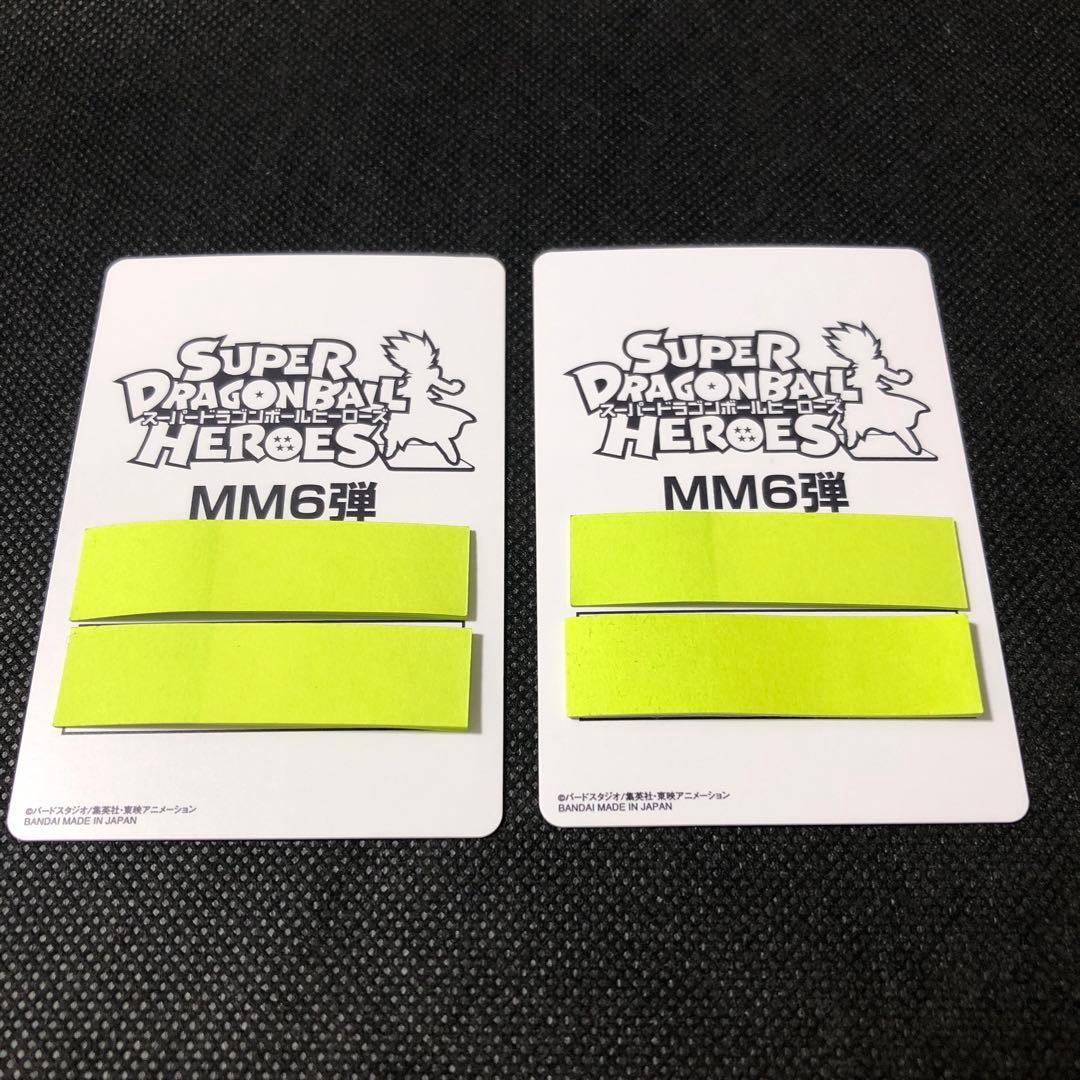 SUPER
DRAGONBALL
スーパードラゴンボールヒーローズ
HEROES
MM6弾
©バードスタジオ/集英社・東映アニメーション
BANDAI MADE IN JAPAN
SUPER
DRAGONBALL
スーパードラゴンボールヒーローズ
HEROES
MM6弾
©バードスタジオ/集英社・東映アニメーション
BANDAI MADE IN JAPAN